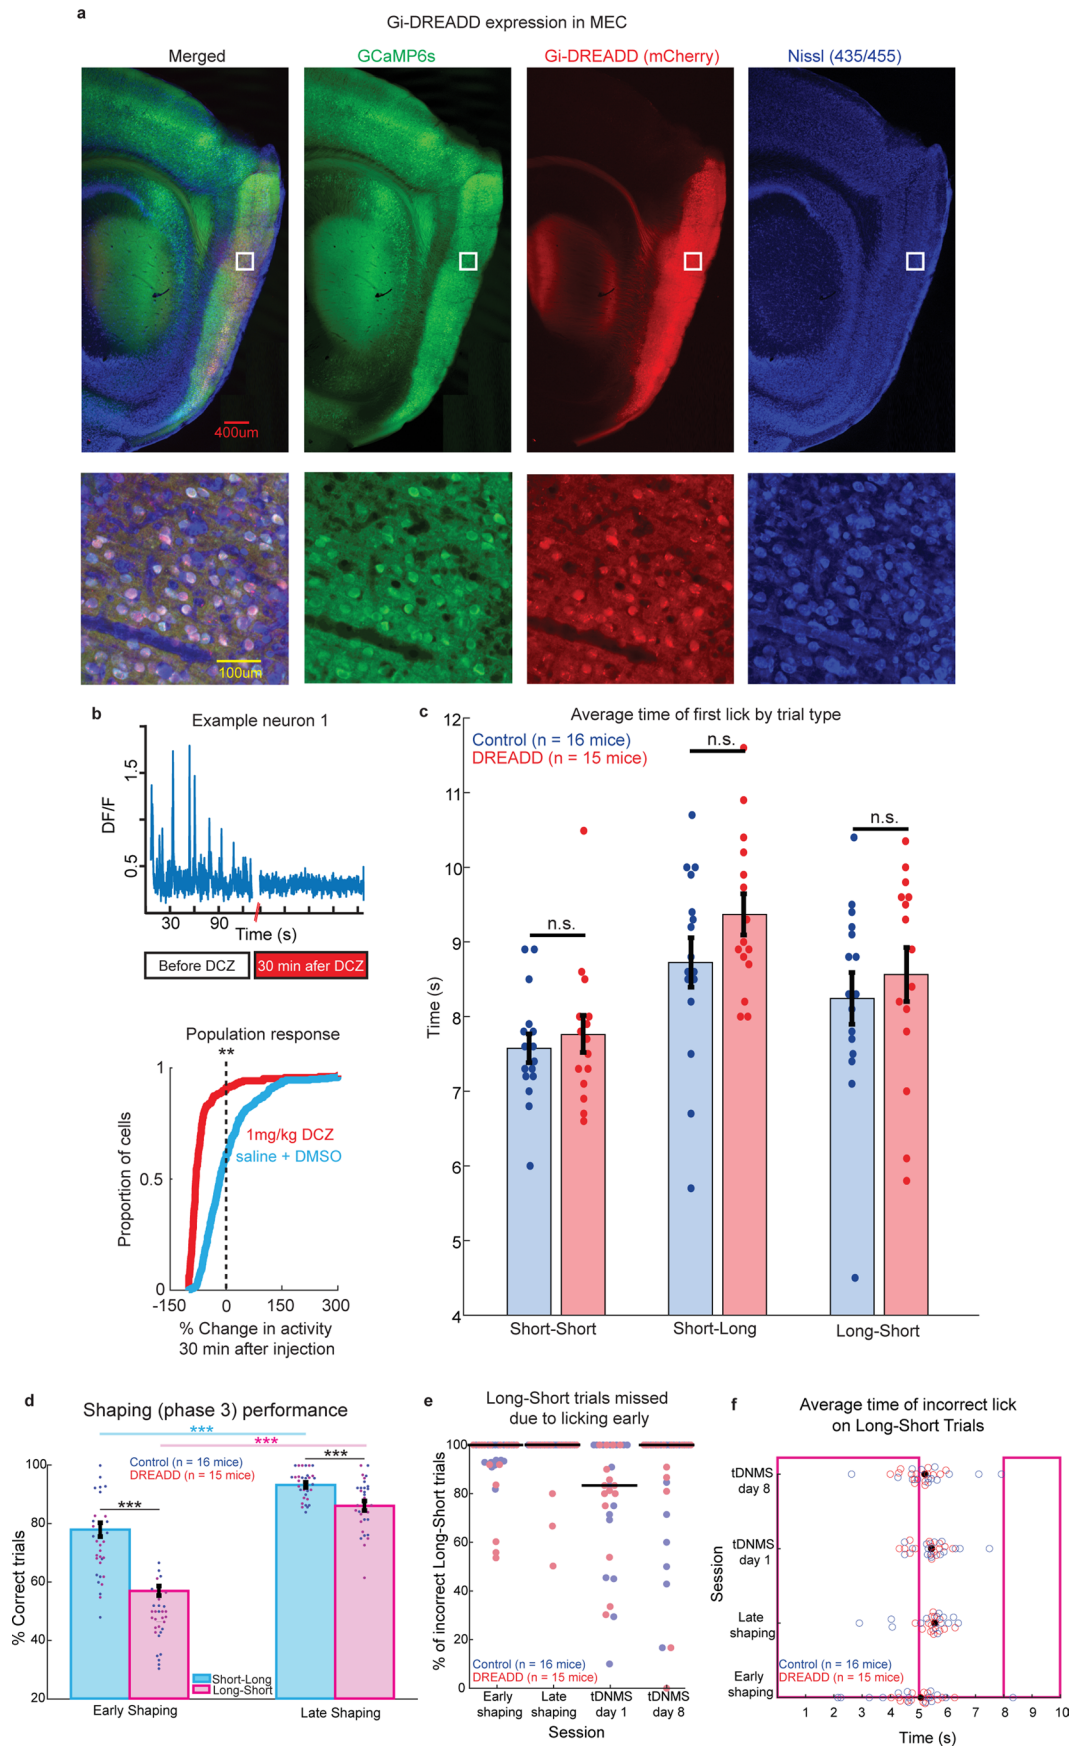 a
Gi-DREADD expression in MEC
Merged
GCaMP6s
Gi-DREADD (mCherry)
Nissl (435/455)
400um
100um
b
Example neuron 1
DF/F
1.5
0.5
30
90
Time (s)
Before DCZ
30 min afer DCZ
Population response
**
1
0.5
0
Proportion of cells
1mg/kg DCZ
saline + DMSO
-150
0
150
300
% Change in activity
30 min after injection
c
Average time of first lick by trial type
Control (n = 16 mice)
DREADD (n = 15 mice)
n.s.
n.s.
n.s.
12
11
10
9
8
7
6
5
4
Time (s)
Short-Short
Short-Long
Long-Short
d
Shaping (phase 3) performance
***
***
***
***
Control (n = 16 mice)
DREADD (n = 15 mice)
100
80
60
40
20
% Correct trials
Short-Long
Long-Short
Early Shaping
Late Shaping
e
Long-Short trials missed
due to licking early
100
80
60
40
20
0
% of incorrect Long-Short trials
Control (n = 16 mice)
DREADD (n = 15 mice)
Early
shaping
Late
shaping
tDNMS
day 1
tDNMS
day 8
Session
f
Average time of incorrect lick
on Long-Short Trials
tDNMS
day 8
tDNMS
day 1
Late
shaping
Early
shaping
Session
Control (n = 16 mice)
DREADD (n = 15 mice)
1
2
3
4
5
6
7
8
9
10
Time (s)